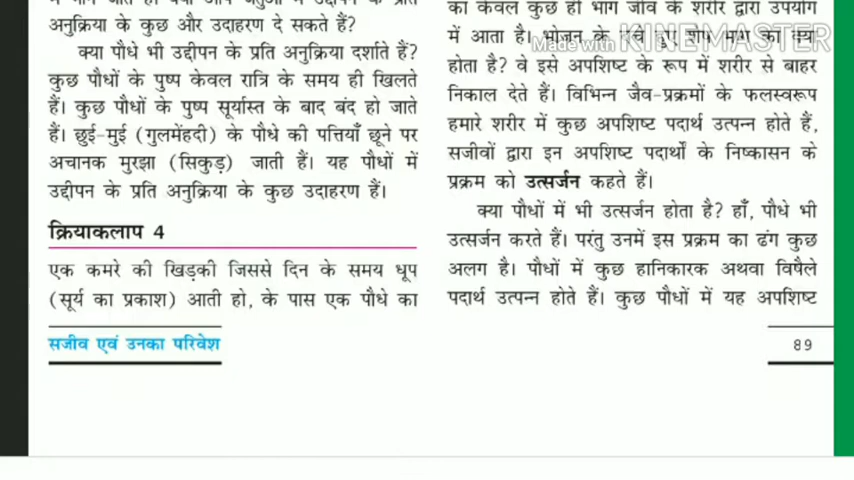 अनुक्रिया के कुछ और उदाहरण दे सकते हैं?
क्या पौधे भी उद्दीपन के प्रति अनुक्रिया दर्शाते हैं?
कुछ पौधों के पुष्प केवल रात्रि के समय ही खिलते
हैं। कुछ पौधों के पुष्प सूर्यास्त के बाद बंद हो जाते
हैं। छुई-मुई (गुलमेंहदी) के पौधे की पत्तियाँ छूने पर
अचानक मुरझा (सिकुड़) जाती हैं। यह पौधों में
उद्दीपन के प्रति अनुक्रिया के कुछ उदाहरण हैं।
क्रियाकलाप 4
एक कमरे की खिड़की जिससे दिन के समय धूप
(सूर्य का प्रकाश) आती हो, के पास एक पौधे का
सजीव एवं उनका परिवेश
का केवल कुछ ही भाग जीव के शरीर द्वारा उपयोग
में आता है। भोजन के बचे हुए शेष भाग का क्या
Made with KINEMASTER
होता है? वे इसे अपशिष्ट के रूप में शरीर से बाहर
निकाल देते हैं। विभिन्न जैव-प्रक्रमों के फलस्वरूप
हमारे शरीर में कुछ अपशिष्ट पदार्थ उत्पन्न होते हैं,
सजीवों द्वारा इन अपशिष्ट पदार्थों के निष्कासन के
प्रक्रम को उत्सर्जन कहते हैं।
क्या पौधों में भी उत्सर्जन होता है? हाँ, पौधे भी
उत्सर्जन करते हैं। परंतु उनमें इस प्रक्रम का ढंग कुछ
अलग है। पौधों में कुछ हानिकारक अथवा विषैले
पदार्थ उत्पन्न होते हैं। कुछ पौधों में यह अपशिष्ट
89